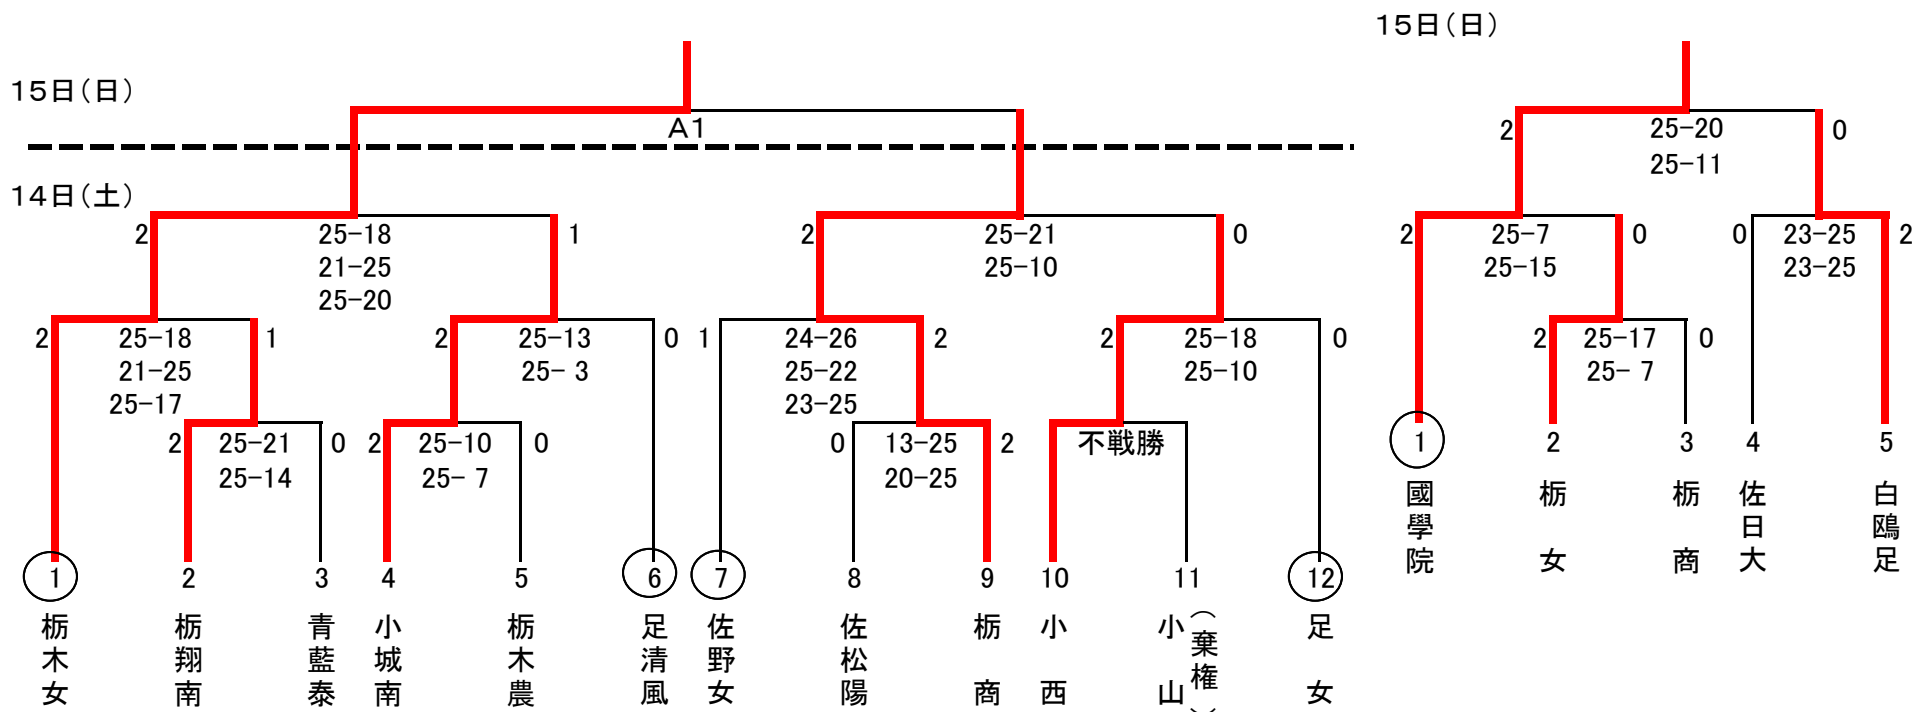 15日(日)
15日(日)
A1
2 25-20 0
25-11
14日(土)
2 25-18 1 2 25-21 0
21-25 25-10
25-20
2 25-7 0 0 23-25 2
25-15 23-25
2 25-18 1 2 25-13 0 1 24-26 2 2 25-18 0
21-25 25- 3 25-22 25-10
25-17 23-25
2 25-17 0
25- 7
2 25-21 0 2 25-10 0 0 13-25 2 不戦勝
25-14 25- 7 20-25
1 2 3 4 5
國學院 栃女 栃商 佐日大 白鴎足
1 2 3 4 5 6 7 8 9 10 11 12
栃木女 栃翔南 青藍泰 小城南 栃木農 足清風 佐野女 佐松陽 栃商 小西 小山(棄権) 足女